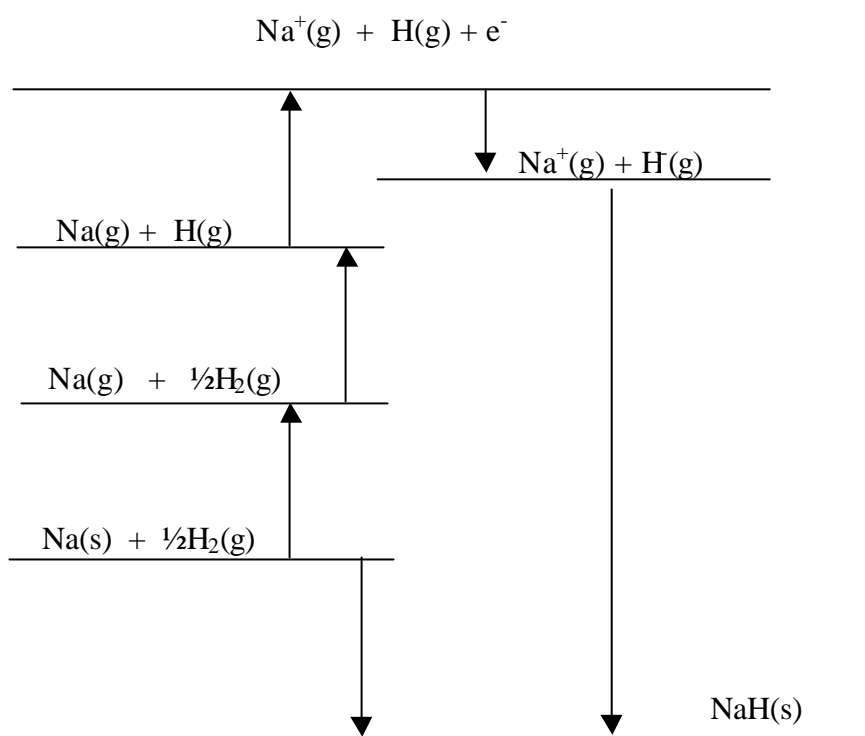 Na⁺(g) + H(g) + e⁻
Na⁺(g) + H⁻(g)
Na(g) + H(g)
Na(g) + ½H₂(g)
Na(s) + ½H₂(g)
NaH(s)